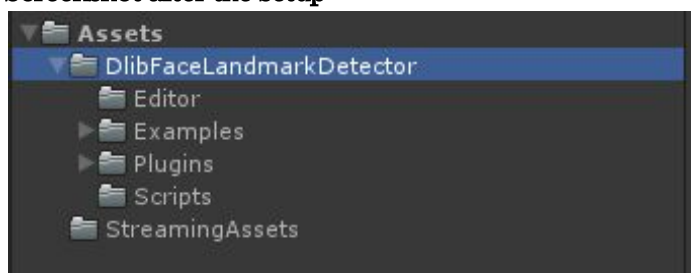 Screenshot after the setup
Assets
DlibFaceLandmarkDetector
Editor
Examples
Plugins
Scripts
StreamingAssets